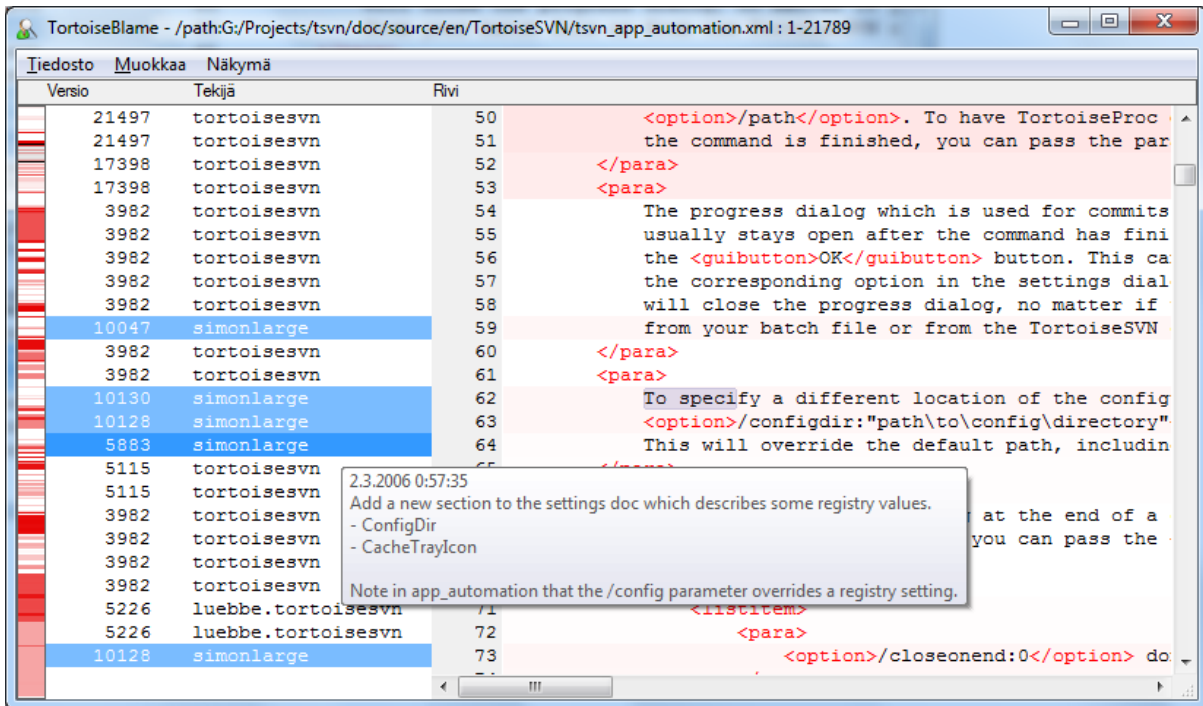 TortoiseBlame - /path:G:/Projects/tsvn/doc/source/en/TortoiseSVN/tsvn_app_automation.xml : 1-21789
Tiedosto Muokkaa Näkymä
Versio Tekijä Rivi
21497 tortoisesvn 50 <option>/path</option>. To have TortoiseProc
21497 tortoisesvn 51 the command is finished, you can pass the par
17398 tortoisesvn 52 </para>
17398 tortoisesvn 53 <para>
3982 tortoisesvn 54 The progress dialog which is used for commits
3982 tortoisesvn 55 usually stays open after the command has fini
3982 tortoisesvn 56 the <guibutton>OK</guibutton> button. This ca
3982 tortoisesvn 57 the corresponding option in the settings dial
3982 tortoisesvn 58 will close the progress dialog, no matter if
10047 simonlarge 59 from your batch file or from the TortoiseSVN
3982 tortoisesvn 60 </para>
3982 tortoisesvn 61 <para>
10130 simonlarge 62 To specify a different location of the config
10128 simonlarge 63 <option>/configdir:"path\to\config\directory"
5883 simonlarge 64 This will override the default path, includin
5115 tortoisesvn 65 </para>
5115 tortoisesvn
3982 tortoisesvn at the end of a
3982 tortoisesvn you can pass the
3982 tortoisesvn
3982 tortoisesvn
5226 luebbe.tortoisesvn 71 <listitem>
5226 luebbe.tortoisesvn 72 <para>
10128 simonlarge 73 <option>/closeonend:0</option> do
2.3.2006 0:57:35
Add a new section to the settings doc which describes some registry values.
- ConfigDir
- CacheTrayIcon
Note in app_automation that the /config parameter overrides a registry setting.